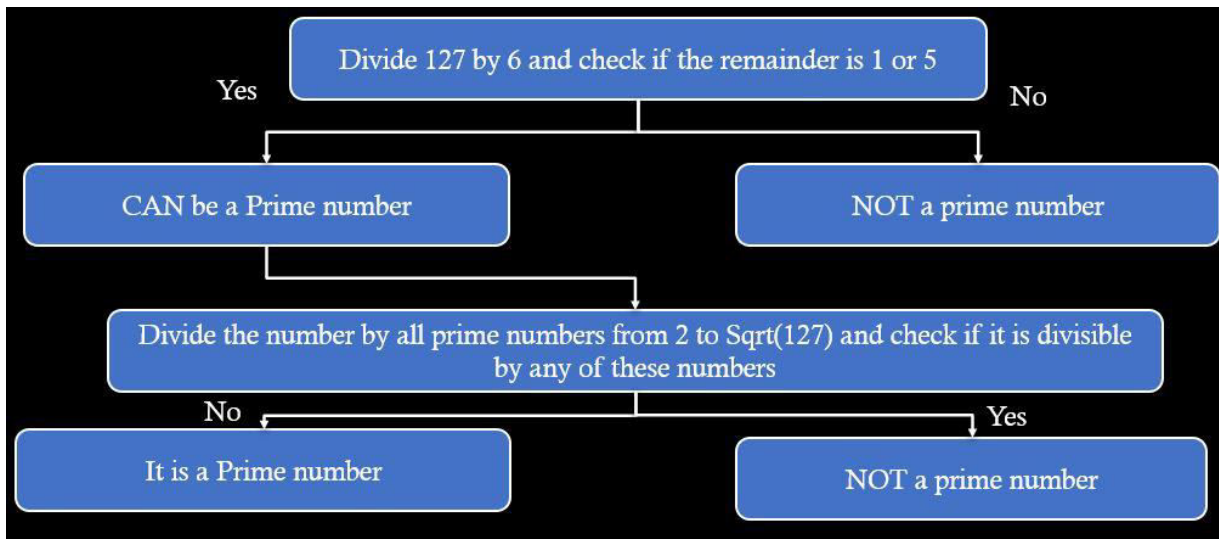 Divide 127 by 6 and check if the remainder is 1 or 5
Yes
No
CAN be a Prime number
NOT a prime number
Divide the number by all prime numbers from 2 to Sqrt(127) and check if it is divisible
by any of these numbers
No
Yes
It is a Prime number
NOT a prime number